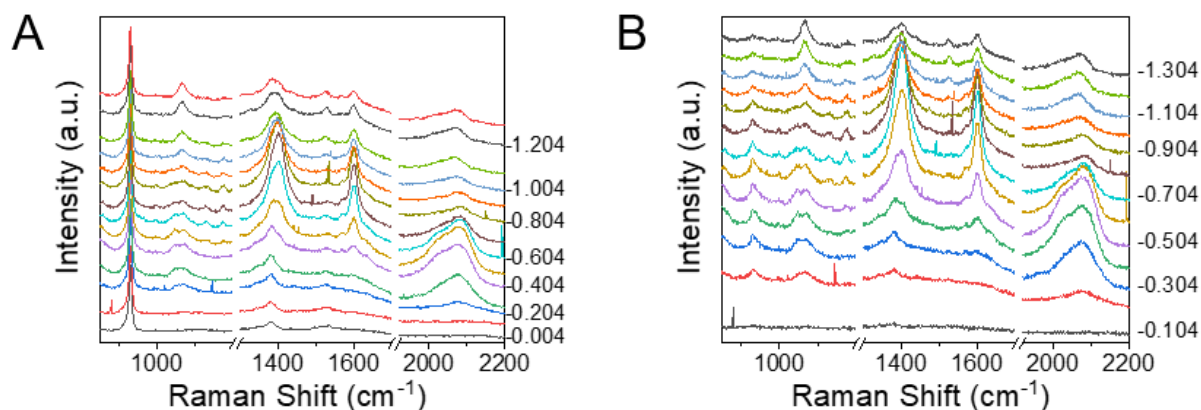 A
Intensity (a.u.)
-1.204
-1.004
-0.804
-0.604
-0.404
-0.204
-0.004
1000 1400 1600 2000 2200
Raman Shift (cm⁻¹)
B
Intensity (a.u.)
-1.304
-1.104
-0.904
-0.704
-0.504
-0.304
-0.104
1000 1400 1600 2000 2200
Raman Shift (cm⁻¹)